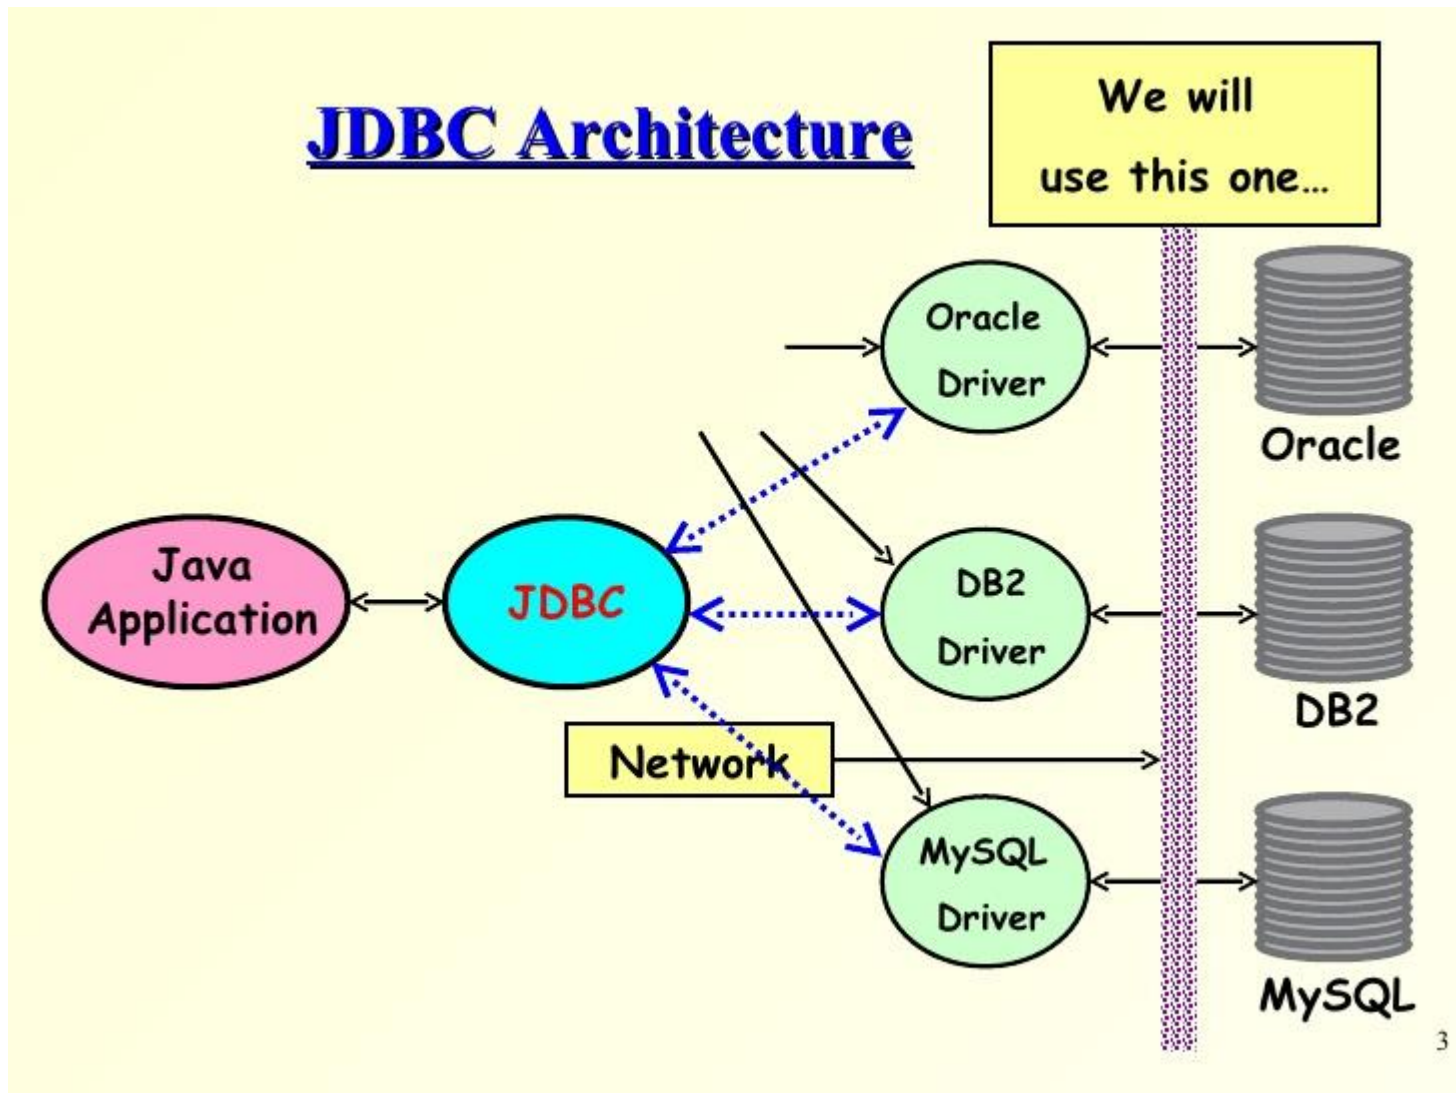 JDBC Architecture
We will
use this one…
Oracle
Driver
Oracle
Java
Application
JDBC
DB2
Driver
DB2
Network
MySQL
Driver
MySQL
3